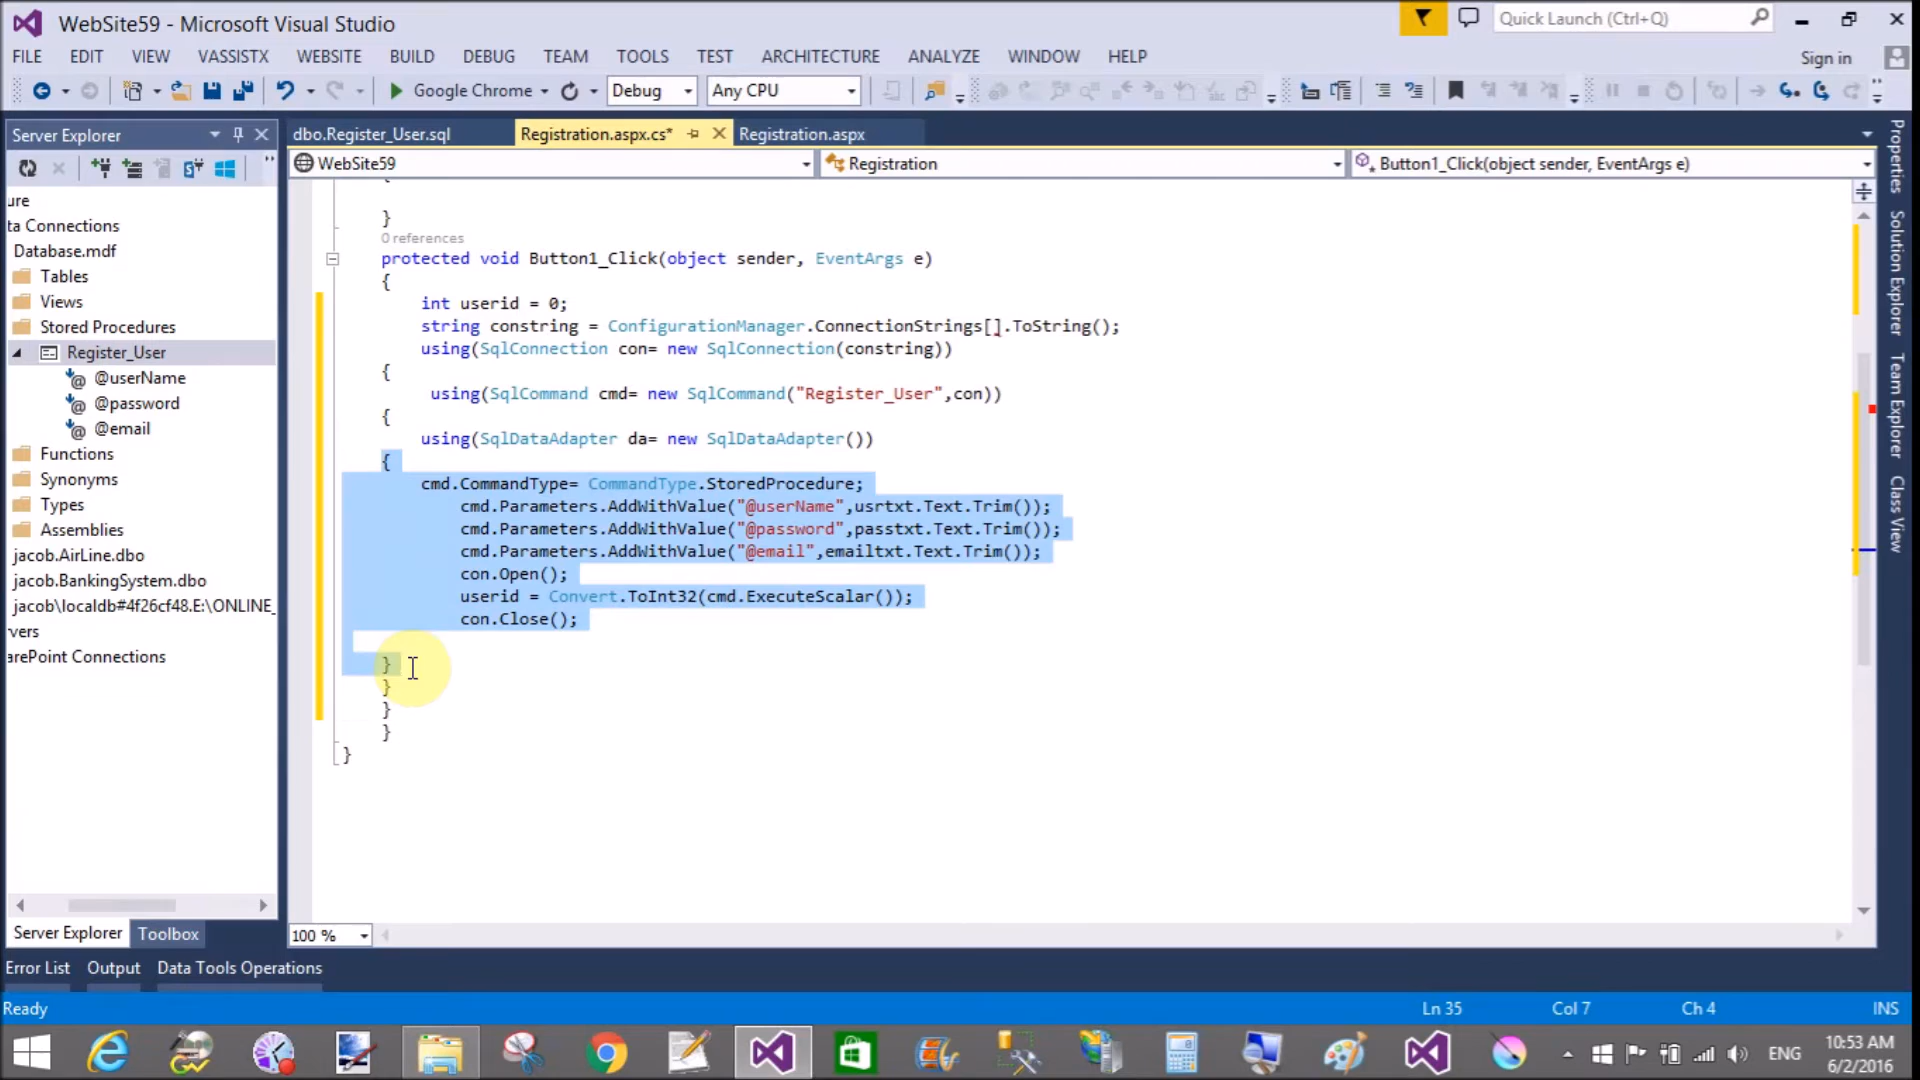 WebSite59 - Microsoft Visual Studio
Quick Launch (Ctrl+Q)
FILE EDIT VIEW VASSISTX WEBSITE BUILD DEBUG TEAM TOOLS TEST ARCHITECTURE ANALYZE WINDOW HELP
Sign in
Google Chrome Debug Any CPU
Server Explorer
dbo.Register_User.sql Registration.aspx.cs* Registration.aspx
WebSite59 Registration Button1_Click(object sender, EventArgs e)
ure
ta Connections
Database.mdf
Tables
Views
Stored Procedures
Register_User
@userName
@password
@email
Functions
Synonyms
Types
Assemblies
jacob.AirLine.dbo
jacob.BankingSystem.dbo
jacob\localdb#4f26cf48.E:\ONLINE_
rvers
arePoint Connections
}
0 references
protected void Button1_Click(object sender, EventArgs e)
{
int userid = 0;
string constring = ConfigurationManager.ConnectionStrings[].ToString();
using(SqlConnection con= new SqlConnection(constring))
{
using(SqlCommand cmd= new SqlCommand("Register_User",con))
{
using(SqlDataAdapter da= new SqlDataAdapter())
{
cmd.CommandType= CommandType.StoredProcedure;
cmd.Parameters.AddWithValue("@userName",usrtxt.Text.Trim());
cmd.Parameters.AddWithValue("@password",passtxt.Text.Trim());
cmd.Parameters.AddWithValue("@email",emailtxt.Text.Trim());
con.Open();
userid = Convert.ToInt32(cmd.ExecuteScalar());
con.Close();
}
}
}
}
}
Properties
Solution Explorer
Team Explorer
Class View
100 %
Server Explorer Toolbox
Error List Output Data Tools Operations
Ready Ln 35 Col 7 Ch 4 INS
ENG
10:53 AM
6/2/2016